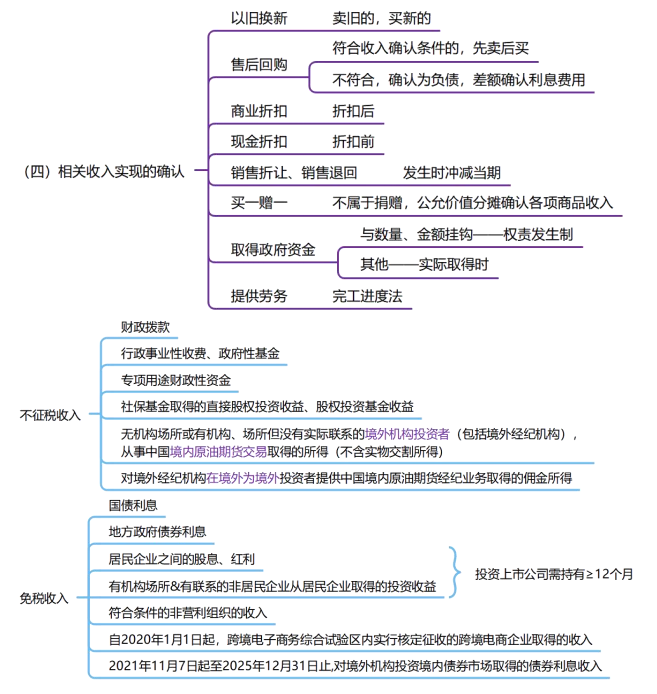 以旧换新 卖旧的，买新的
售后回购
符合收入确认条件的，先卖后买
不符合，确认为负债，差额确认利息费用
商业折扣 折扣后
现金折扣 折扣前
（四）相关收入实现的确认
销售折让、销售退回 发生时冲减当期
买一赠一 不属于捐赠，公允价值分摊确认各项商品收入
取得政府资金
与数量、金额挂钩——权责发生制
其他——实际取得时
提供劳务 完工进度法
不征税收入
财政拨款
行政事业性收费、政府性基金
专项用途财政性资金
社保基金取得的直接股权投资收益、股权投资基金收益
无机构场所或有机构、场所但没有实际联系的境外机构投资者（包括境外经纪机构），
从事中国境内原油期货交易取得的所得（不含实物交割所得）
对境外经纪机构在境外为境外投资者提供中国境内原油期货经纪业务取得的佣金所得
免税收入
国债利息
地方政府债券利息
居民企业之间的股息、红利
有机构场所&有联系的非居民企业从居民企业取得的投资收益
投资上市公司需持有≥12个月
符合条件的非营利组织的收入
自2020年1月1日起，跨境电子商务综合试验区内实行核定征收的跨境电商企业取得的收入
2021年11月7日起至2025年12月31日止,对境外机构投资境内债券市场取得的债券利息收入